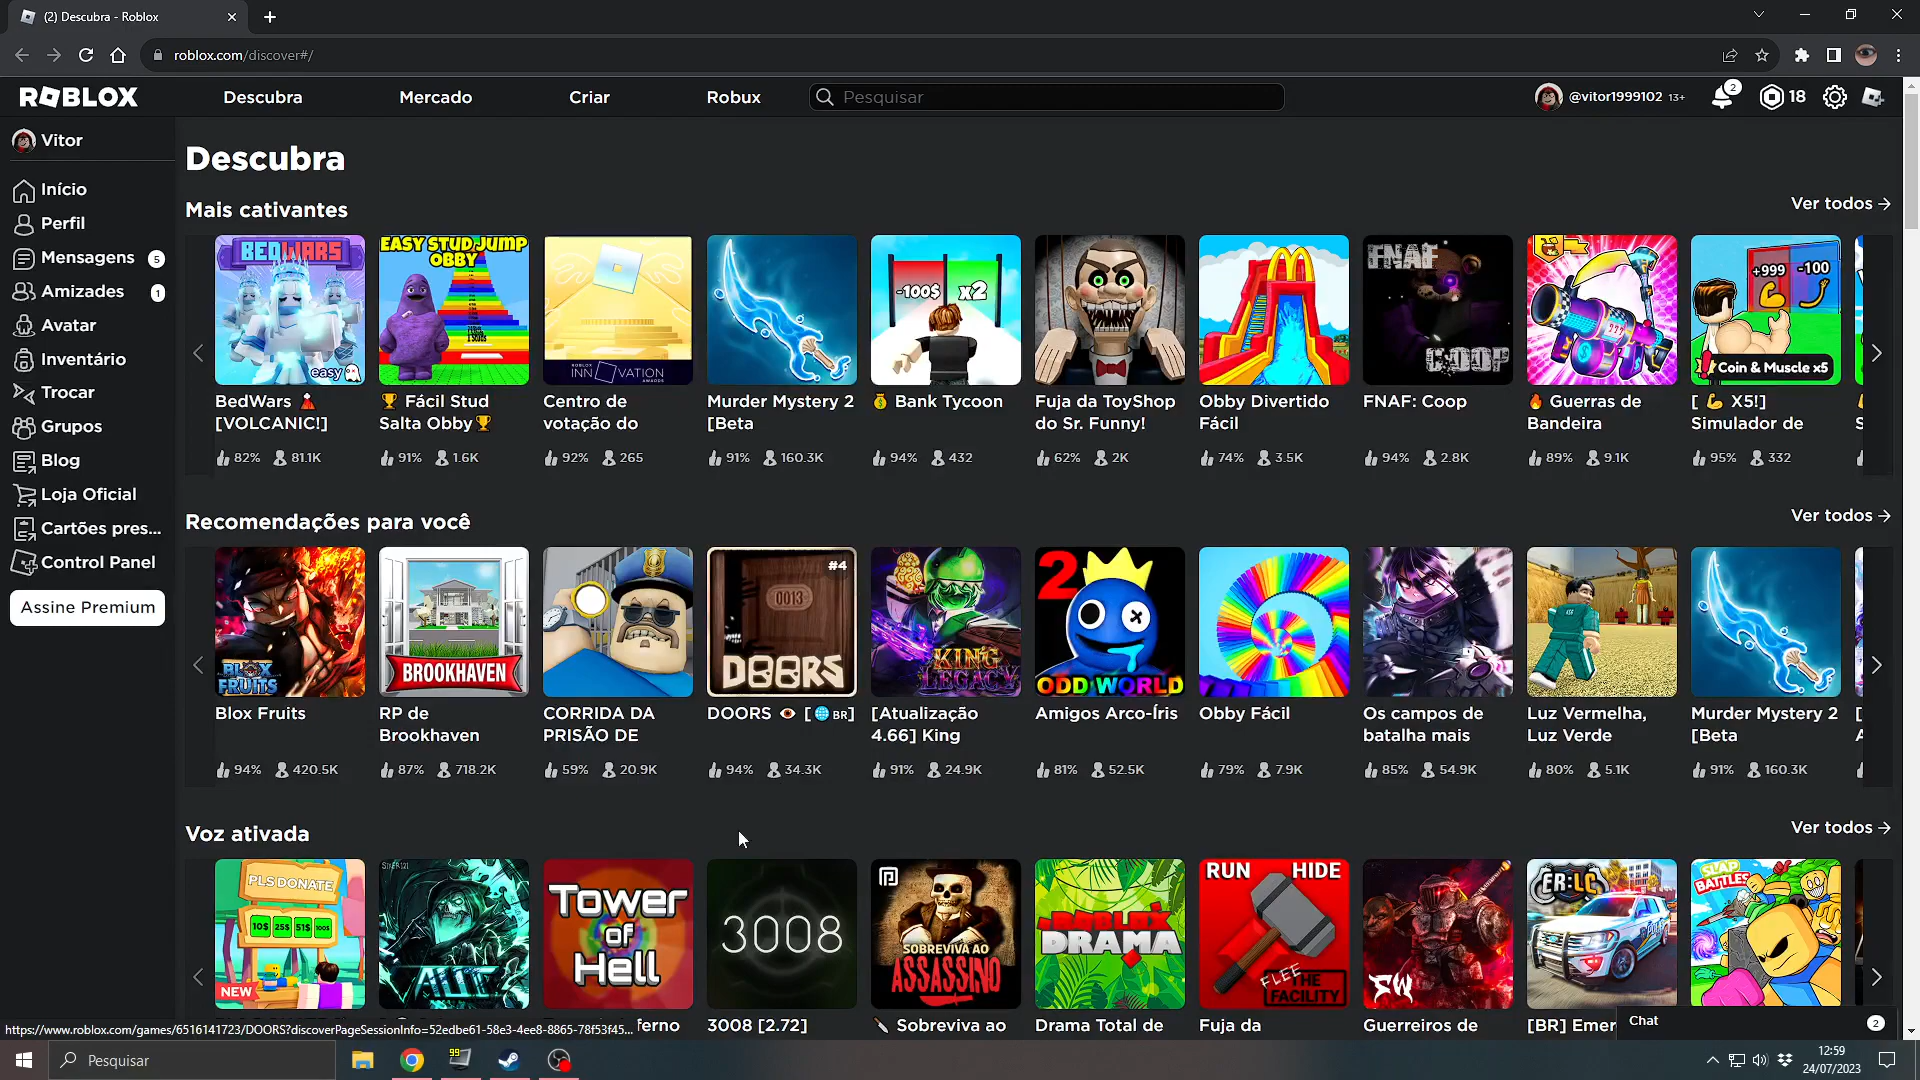 (2) Descubra - Roblox
roblox.com/discover#/
ROBLOX
Descubra
Mercado
Criar
Robux
Pesquisar
@vitor1999102 13+
2
18
Vitor
Início
Perfil
Mensagens 5
Amizades 1
Avatar
Inventário
Trocar
Grupos
Blog
Loja Oficial
Cartões pres...
Control Panel
Assine Premium
Descubra
Mais cativantes
Ver todos →
BEDWARS
easy
EASY STUD JUMP
OBBY
ROBLOX
INNOVATION
AWARDS
-100$
x2
FNAF
COOP
+999
-100
Coin & Muscle x5
BedWars
[VOLCANIC!]
82% 81.1K
Fácil Stud
Salta Obby
91% 1.6K
Centro de
votação do
92% 265
Murder Mystery 2
[Beta
91% 160.3K
Bank Tycoon
94% 432
Fuja da ToyShop
do Sr. Funny!
62% 2K
Obby Divertido
Fácil
74% 3.5K
FNAF: Coop
94% 2.8K
Guerras de
Bandeira
89% 9.1K
[ X5!]
Simulador de
95% 332
Recomendações para você
Ver todos →
BLOX
FRUITS
BROOKHAVEN
#4
0013
DOORS
KING
LEGACY
2
ODD WORLD
Blox Fruits
94% 420.5K
RP de
Brookhaven
87% 718.2K
CORRIDA DA
PRISÃO DE
59% 20.9K
DOORS [ BR]
94% 34.3K
[Atualização
4.66] King
91% 24.9K
Amigos Arco-Íris
81% 52.5K
Obby Fácil
79% 7.9K
Os campos de
batalha mais
85% 54.9K
Luz Vermelha,
Luz Verde
80% 5.1K
Murder Mystery 2
[Beta
91% 160.3K
Voz ativada
Ver todos →
PLS DONATE
10$ 25$ 51$ 100$
NEW
AUT
Tower
of
Hell
3008
SOBREVIVA AO
ASSASSINO
ROBLOX
DRAMA
RUN HIDE
FLEE
THE
FACILITY
FW
ER:LC
SLAP
BATTLES
ferno
3008 [2.72]
Sobreviva ao
Drama Total de
Fuja da
Guerreiros de
[BR] Emer
Chat 2
https://www.roblox.com/games/6516141723/DOORS?discoverPageSessionInfo=52edbe61-58e3-4ee8-8865-78f53f45...
Pesquisar
99
12:59
24/07/2023